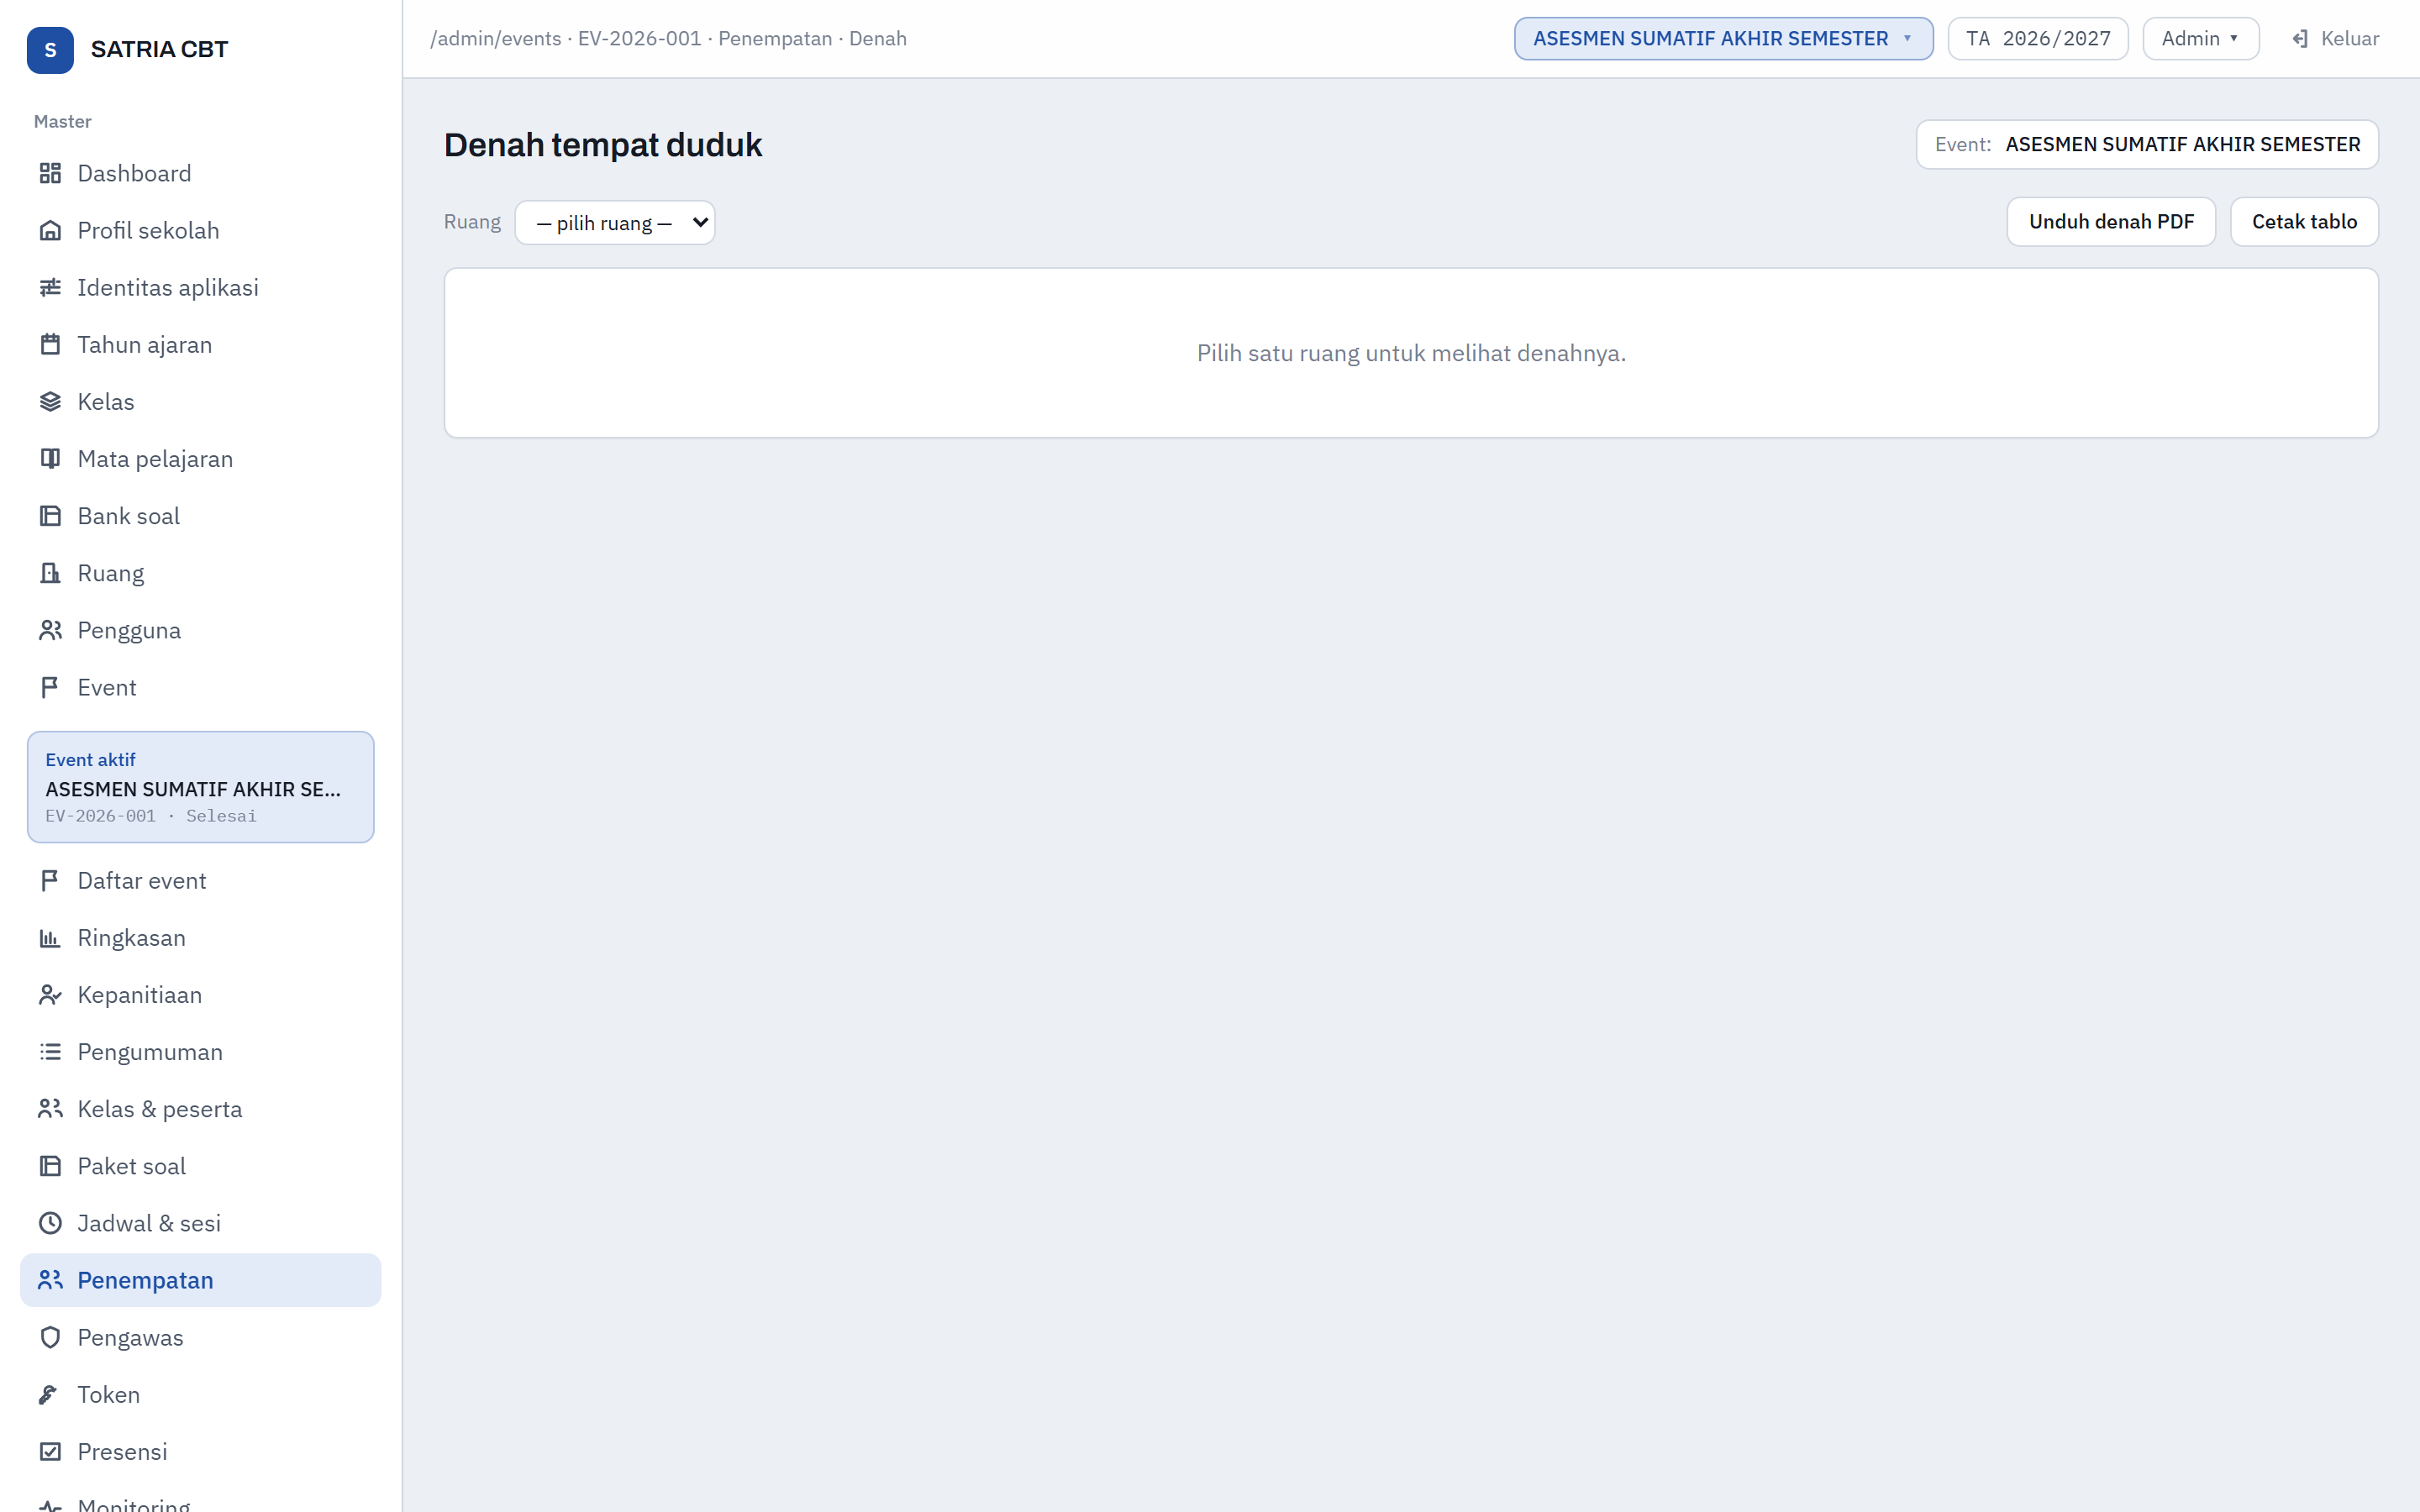 S
SATRIA CBT
/admin/events · EV-2026-001 · Penempatan · Denah
ASESMEN SUMATIF AKHIR SEMESTER
TA 2026/2027
Admin
Keluar
Master
Dashboard
Profil sekolah
Identitas aplikasi
Tahun ajaran
Kelas
Mata pelajaran
Bank soal
Ruang
Pengguna
Event
Event aktif
ASESMEN SUMATIF AKHIR SE...
EV-2026-001 · Selesai
Daftar event
Ringkasan
Kepanitiaan
Pengumuman
Kelas & peserta
Paket soal
Jadwal & sesi
Penempatan
Pengawas
Token
Presensi
Monitoring
Denah tempat duduk
Event: ASESMEN SUMATIF AKHIR SEMESTER
Ruang
— pilih ruang —
Unduh denah PDF
Cetak tablo
Pilih satu ruang untuk melihat denahnya.